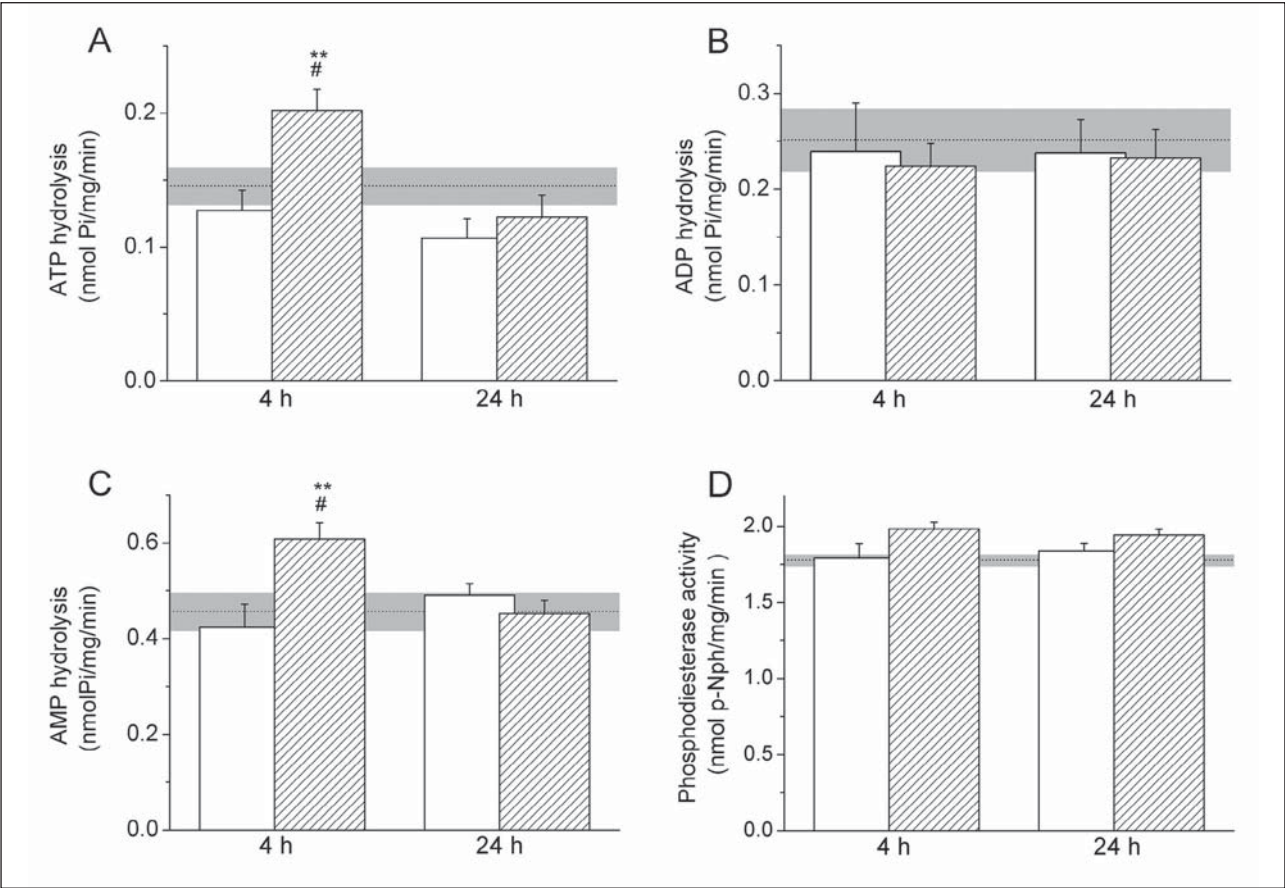 A
**
#
0.2
0.1
0.0
ATP hydrolysis
(nmol Pi/mg/min)
4 h
24 h
B
0.3
0.2
0.1
0.0
ADP hydrolysis
(nmol Pi/mg/min)
4 h
24 h
C
**
#
0.6
0.4
0.2
0.0
AMP hydrolysis
(nmolPi/mg/min)
4 h
24 h
D
2.0
1.5
1.0
0.5
0.0
Phosphodiesterase activity
(nmol p-Nph/mg/min )
4 h
24 h